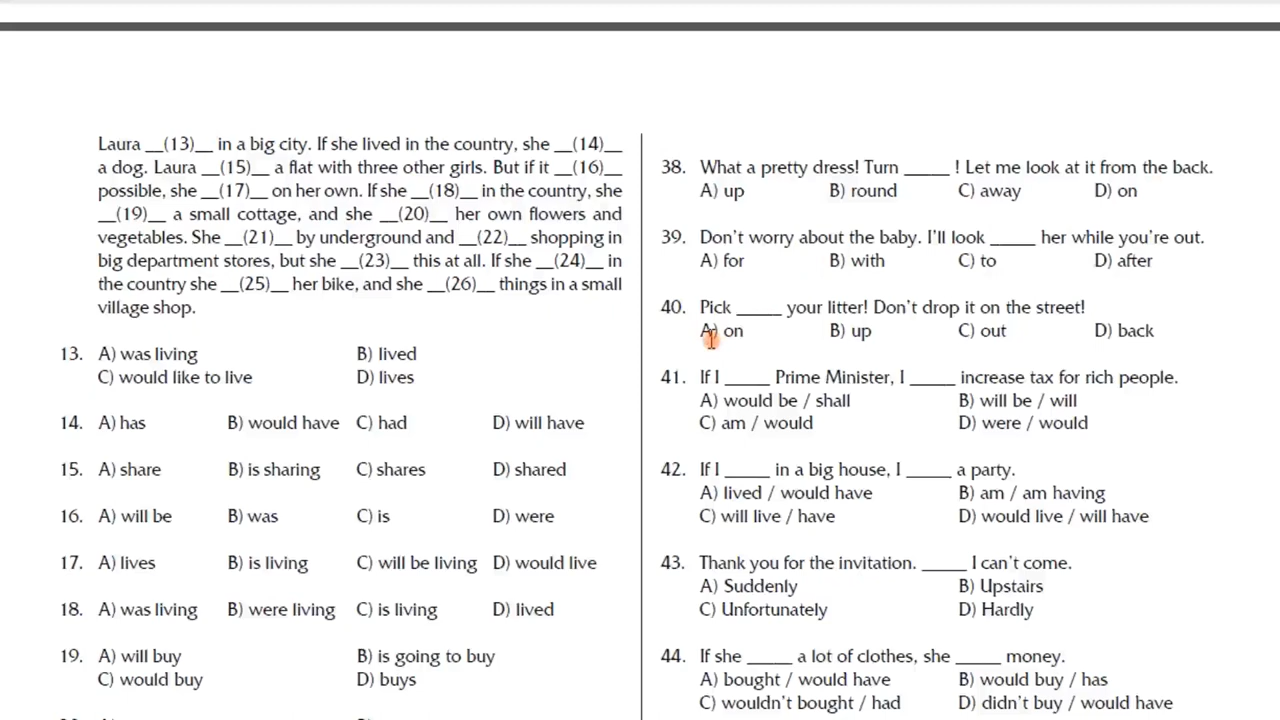 Laura __(13)__ in a big city. If she lived in the country, she __(14)__
a dog. Laura __(15)__ a flat with three other girls. But if it __(16)__
possible, she __(17)__ on her own. If she __(18)__ in the country, she
__(19)__ a small cottage, and she __(20)__ her own flowers and
vegetables. She __(21)__ by underground and __(22)__ shopping in
big department stores, but she __(23)__ this at all. If she __(24)__ in
the country she __(25)__ her bike, and she __(26)__ things in a small
village shop.
13. A) was living B) lived
C) would like to live D) lives
14. A) has B) would have C) had D) will have
15. A) share B) is sharing C) shares D) shared
16. A) will be B) was C) is D) were
17. A) lives B) is living C) will be living D) would live
18. A) was living B) were living C) is living D) lived
19. A) will buy B) is going to buy
C) would buy D) buys
38. What a pretty dress! Turn _____ ! Let me look at it from the back.
A) up B) round C) away D) on
39. Don't worry about the baby. I'll look _____ her while you're out.
A) for B) with C) to D) after
40. Pick _____ your litter! Don't drop it on the street!
A) on B) up C) out D) back
41. If I _____ Prime Minister, I _____ increase tax for rich people.
A) would be / shall B) will be / will
C) am / would D) were / would
42. If I _____ in a big house, I _____ a party.
A) lived / would have B) am / am having
C) will live / have D) would live / will have
43. Thank you for the invitation. _____ I can't come.
A) Suddenly B) Upstairs
C) Unfortunately D) Hardly
44. If she _____ a lot of clothes, she _____ money.
A) bought / would have B) would buy / has
C) wouldn't bought / had D) didn't buy / would have